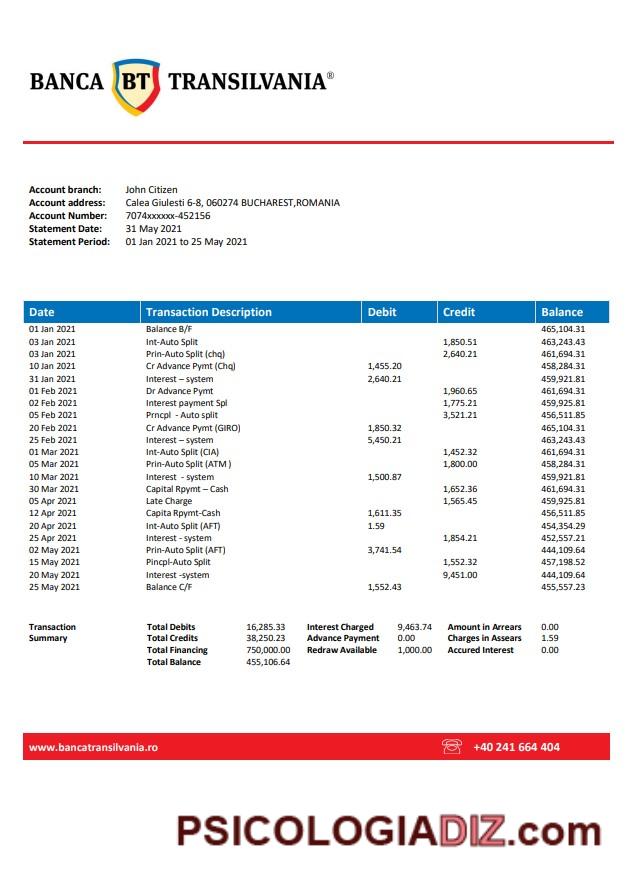 BANCA BT TRANSILVANIA®
Account branch: John Citizen
Account address: Calea Giulesti 6-8, 060274 BUCHAREST,ROMANIA
Account Number: 7074xxxxxx-452156
Statement Date: 31 May 2021
Statement Period: 01 Jan 2021 to 25 May 2021
Date Transaction Description Debit Credit Balance
01 Jan 2021 Balance B/F 465,104.31
03 Jan 2021 Int-Auto Split 1,850.51 463,243.43
03 Jan 2021 Prin-Auto Split (chq) 2,640.21 461,694.31
10 Jan 2021 Cr Advance Pymt (Chq) 1,455.20 458,284.31
31 Jan 2021 Interest – system 2,640.21 459,921.81
01 Feb 2021 Dr Advance Pymt 1,960.65 461,694.31
02 Feb 2021 Interest payment Spl 1,775.21 459,925.81
05 Feb 2021 Prncpl - Auto split 3,521.21 456,511.85
20 Feb 2021 Cr Advance Pymt (GIRO) 1,850.32 465,104.31
25 Feb 2021 Interest – system 5,450.21 463,243.43
01 Mar 2021 Int-Auto Split (CIA) 1,452.32 461,694.31
05 Mar 2021 Prin-Auto Split (ATM ) 1,800.00 458,284.31
10 Mar 2021 Interest - system 1,500.87 459,921.81
30 Mar 2021 Capital Rpymt – Cash 1,652.36 461,694.31
05 Apr 2021 Late Charge 1,565.45 459,925.81
12 Apr 2021 Capita Rpymt-Cash 1,611.35 456,511.85
20 Apr 2021 Int-Auto Split (AFT) 1.59 454,354.29
25 Apr 2021 Interest - system 1,854.21 452,557.21
02 May 2021 Prin-Auto Split (AFT) 3,741.54 444,109.64
15 May 2021 Pincpl-Auto Split 1,552.32 457,198.52
20 May 2021 Interest -system 9,451.00 444,109.64
25 May 2021 Balance C/F 1,552.43 455,557.23
Transaction Total Debits 16,285.33 Interest Charged 9,463.74 Amount in Arrears 0.00
Summary Total Credits 38,250.23 Advance Payment 0.00 Charges in Assears 1.59
Total Financing 750,000.00 Redraw Available 1,000.00 Accured Interest 0.00
Total Balance 455,106.64
www.bancatransilvania.ro +40 241 664 404
PSICOLOGIADIZ.com